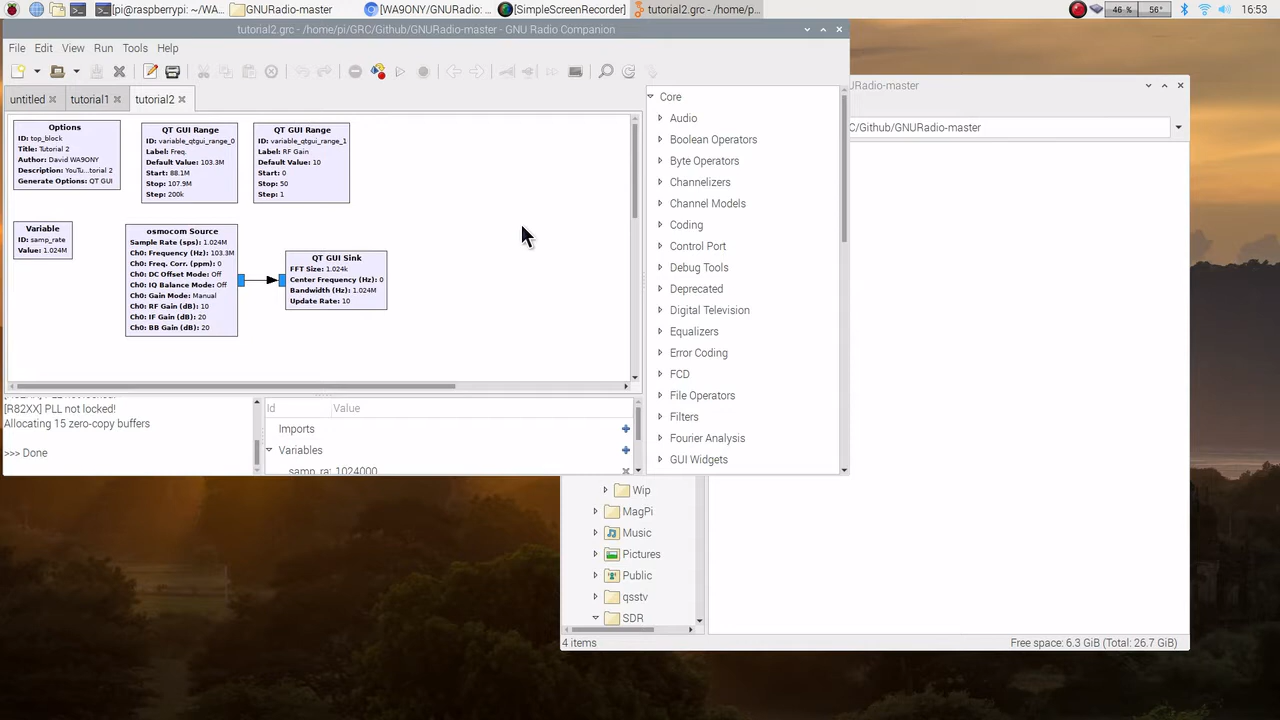 [pi@raspberrypi: ~/WA...
GNURadio-master
[WA9ONY/GNURadio: ...
[SimpleScreenRecorder]
tutorial2.grc - /home/p...
46 %
56°
16:53
tutorial2.grc - /home/pi/GRC/Github/GNURadio-master - GNU Radio Companion
File Edit View Run Tools Help
untitled
tutorial1
tutorial2
Options
ID: top_block
Title: Tutorial 2
Author: David WA9ONY
Description: YouTu...torial 2
Generate Options: QT GUI
QT GUI Range
ID: variable_qtgui_range_0
Label: Freq.
Default Value: 103.3M
Start: 88.1M
Stop: 107.9M
Step: 200k
QT GUI Range
ID: variable_qtgui_range_1
Label: RF Gain
Default Value: 10
Start: 0
Stop: 50
Step: 1
Variable
ID: samp_rate
Value: 1.024M
osmocom Source
Sample Rate (sps): 1.024M
Ch0: Frequency (Hz): 103.3M
Ch0: Freq. Corr. (ppm): 0
Ch0: DC Offset Mode: Off
Ch0: IQ Balance Mode: Off
Ch0: Gain Mode: Manual
Ch0: RF Gain (dB): 10
Ch0: IF Gain (dB): 20
Ch0: BB Gain (dB): 20
QT GUI Sink
FFT Size: 1.024k
Center Frequency (Hz): 0
Bandwidth (Hz): 1.024M
Update Rate: 10
[R82XX] PLL not locked!
[R82XX] PLL not locked!
Allocating 15 zero-copy buffers
>>> Done
Id Value
Imports
Variables
samp_ra: 1024000
Core
Audio
Boolean Operators
Byte Operators
Channelizers
Channel Models
Coding
Control Port
Debug Tools
Deprecated
Digital Television
Equalizers
Error Coding
FCD
File Operators
Filters
Fourier Analysis
GUI Widgets
URadio-master
C/Github/GNURadio-master
Wip
MagPi
Music
Pictures
Public
qsstv
SDR
4 items
Free space: 6.3 GiB (Total: 26.7 GiB)